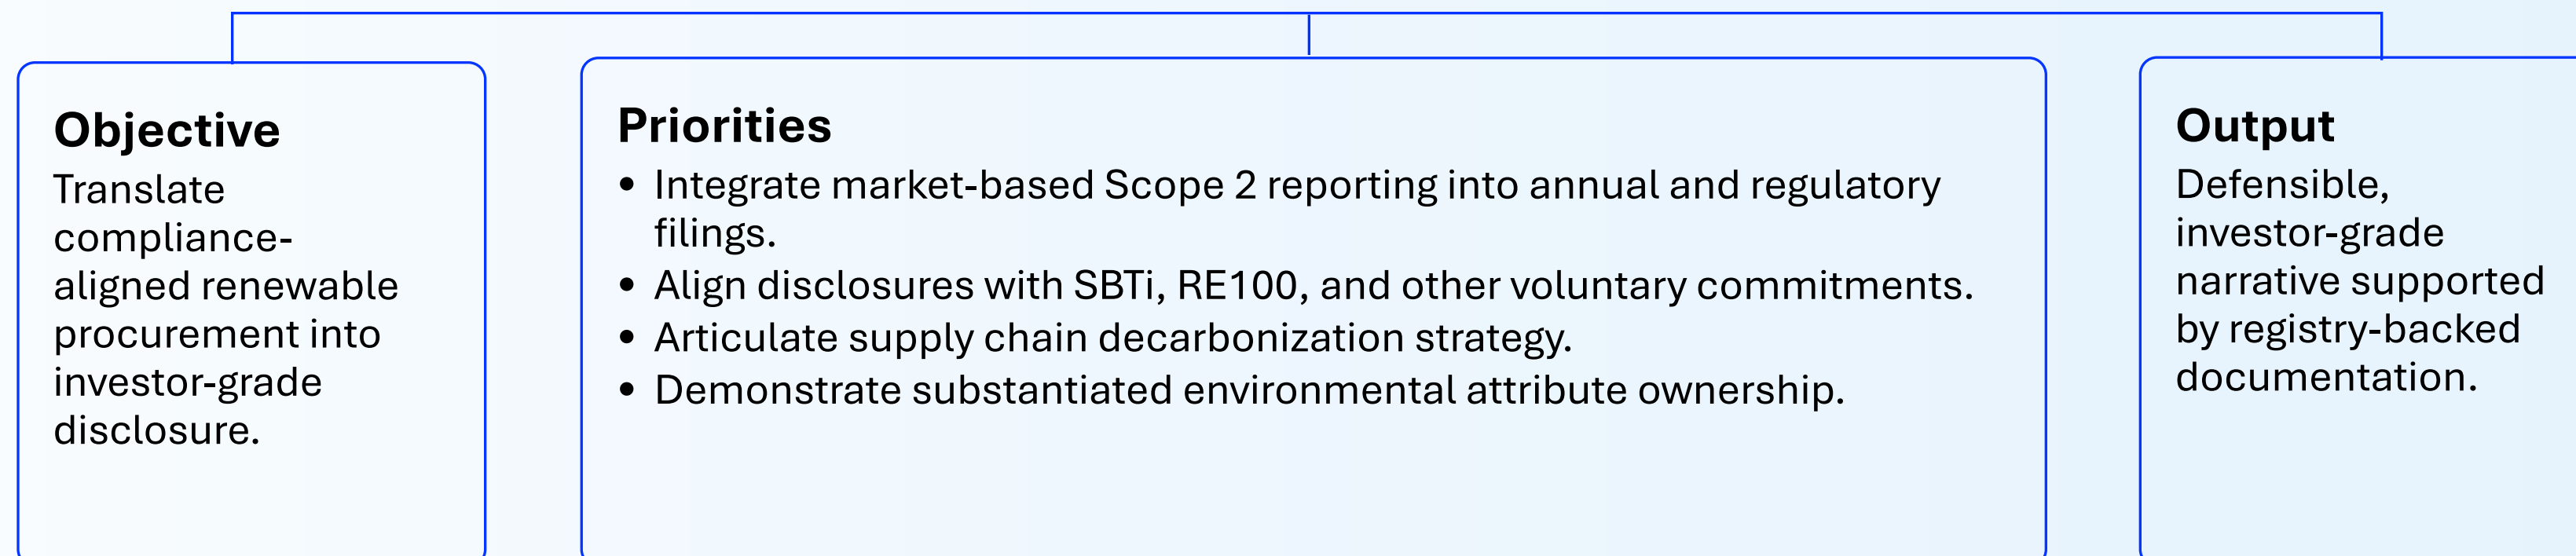 Objective
Translate
compliance-
aligned renewable
procurement into
investor-grade
disclosure.
Priorities
• Integrate market-based Scope 2 reporting into annual and regulatory
filings.
• Align disclosures with SBTi, RE100, and other voluntary commitments.
• Articulate supply chain decarbonization strategy.
• Demonstrate substantiated environmental attribute ownership.
Output
Defensible,
investor-grade
narrative supported
by registry-backed
documentation.